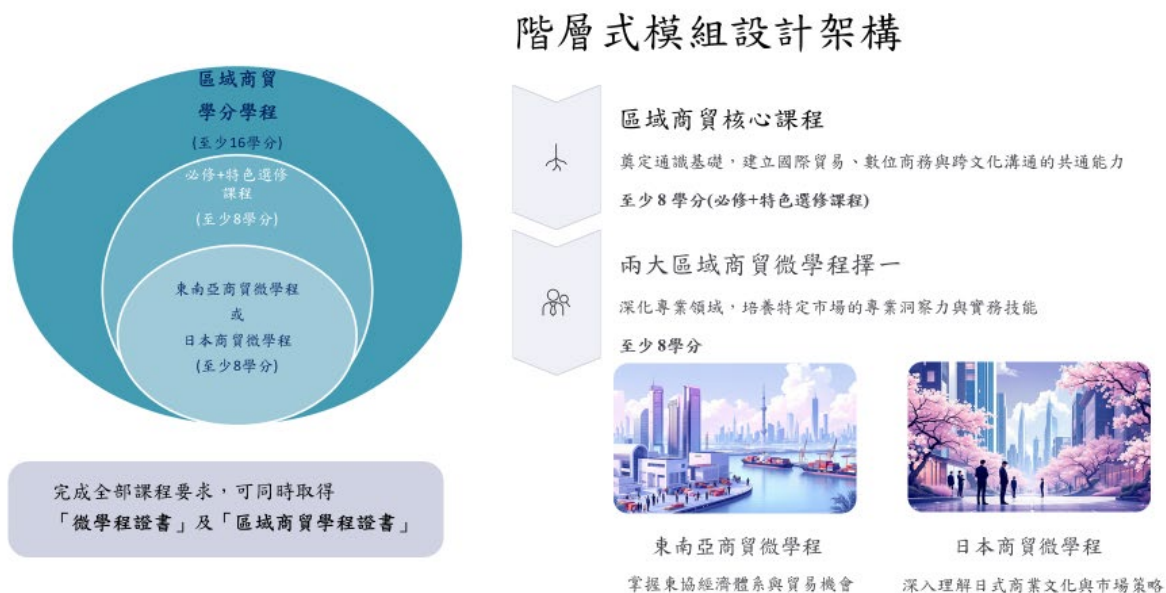 階層式模組設計架構
區域商貿
學分學程
(至少16學分)
必修+特色選修
課程
(至少8學分)
東南亞商貿微學程
或
日本商貿微學程
(至少8學分)
完成全部課程要求，可同時取得
「微學程證書」及「區域商貿學程證書」
區域商貿核心課程
奠定通識基礎，建立國際貿易、數位商務與跨文化溝通的共通能力
至少 8 學分(必修+特色選修課程)
兩大區域商貿微學程擇一
深化專業領域，培養特定市場的專業洞察力與實務技能
至少 8學分
東南亞商貿微學程
掌握東協經濟體系與貿易機會
日本商貿微學程
深入理解日式商業文化與市場策略